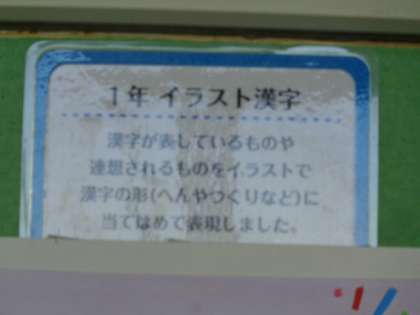 1年 イラスト漢字
漢字が表しているものや
連想されるものをイラストで
漢字の形(へんやつくりなど)に
当てはめて表現しました。